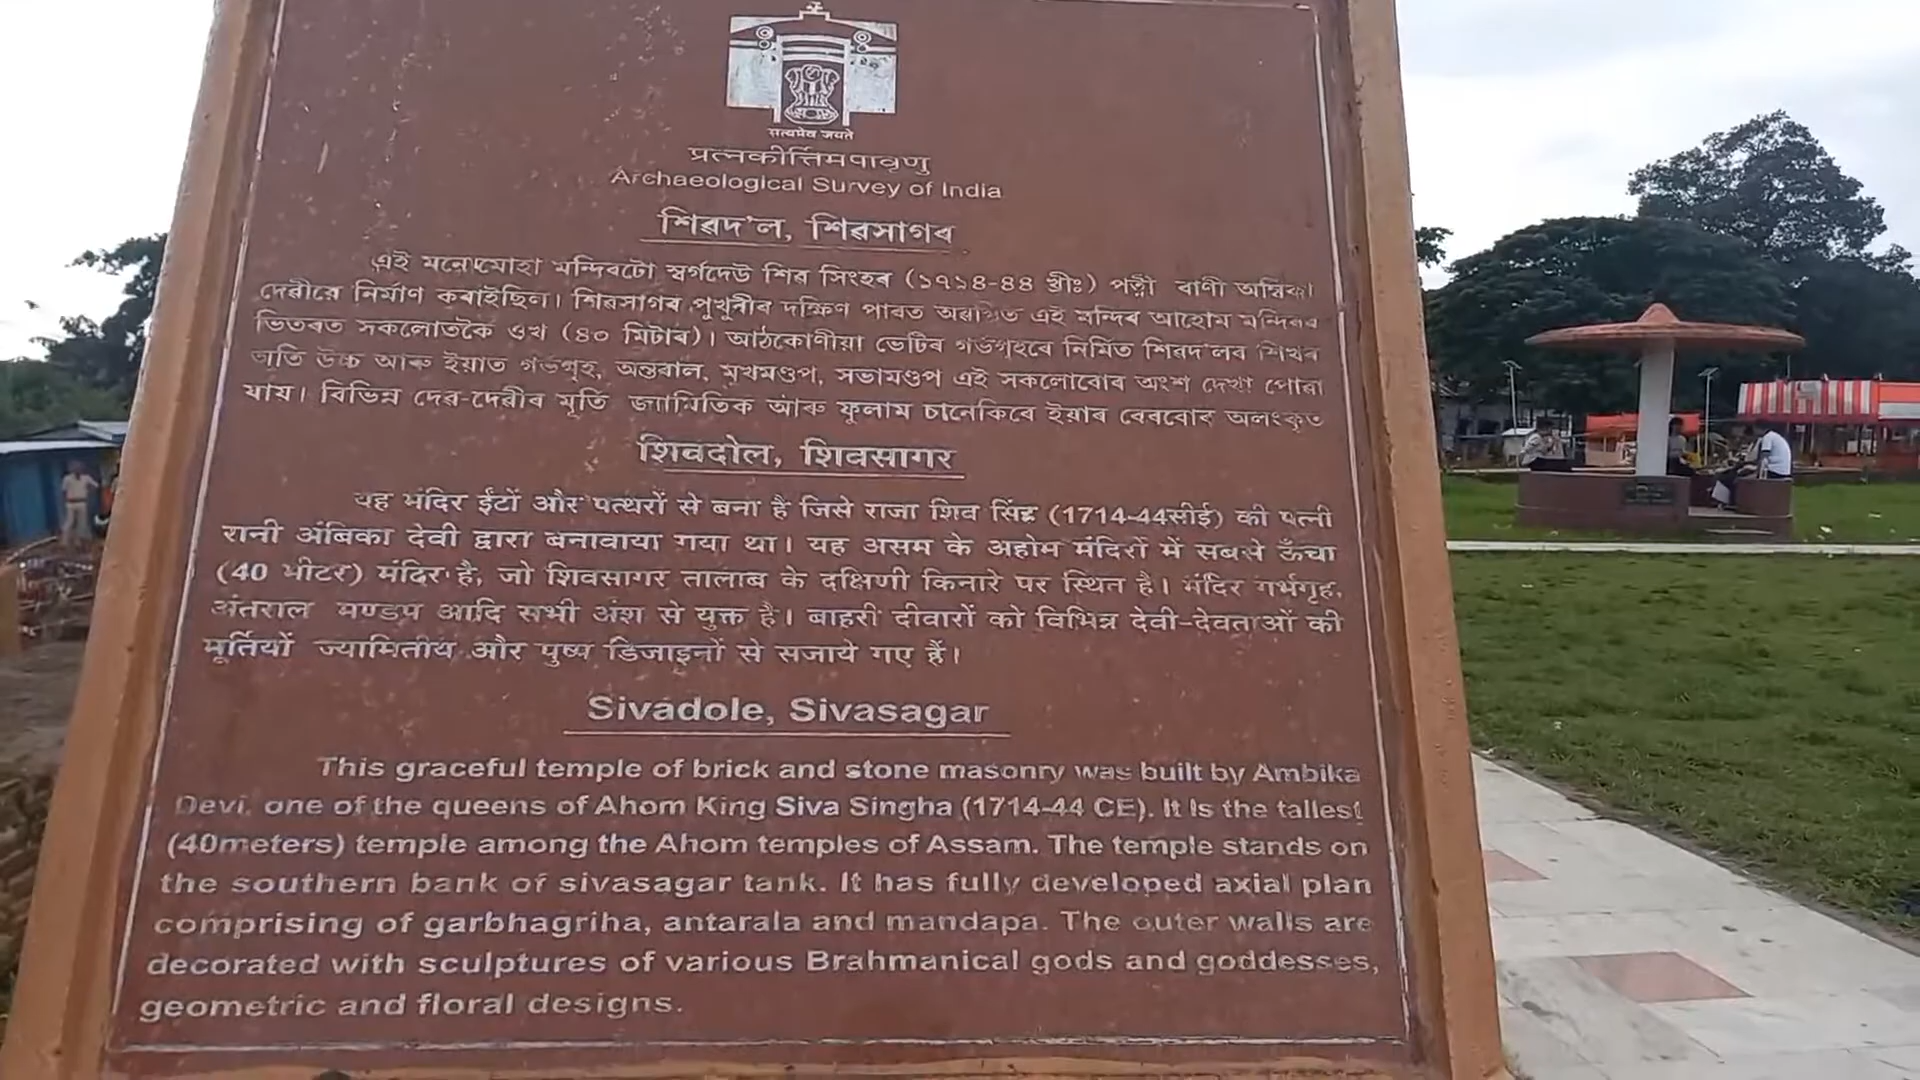 सत्यमेव जयते
प्रत्नकीर्त्तिमपावृणु
Archaeological Survey of India
শিৱদ'ল, শিৱসাগৰ
এই মনোমোহা মন্দিৰটো স্বৰ্গদেউ শিৱ সিংহৰ (১৭১৪-৪৪ খ্ৰীঃ) পত্নী ৰাণী অম্বিকা
দেৱীয়ে নিৰ্মাণ কৰাইছিল। শিৱসাগৰ পুখুৰীৰ দক্ষিণ পাৰত অৱস্থিত এই মন্দিৰ আহোম মন্দিৰৰ
ভিতৰত সকলোতকৈ ওখ (৪০ মিটাৰ)। আঠকোণীয়া ভেটিৰ গৰ্ভগৃহৰে নিৰ্মিত শিৱদ'লৰ শিখৰ
অতি উচ্চ আৰু ইয়াত গৰ্ভগৃহ, অন্তৰাল, মুখমণ্ডপ, সভামণ্ডপ এই সকলোবোৰ অংশ দেখা পোৱা
যায়। বিভিন্ন দেৱ-দেৱীৰ মূৰ্তি জ্যামিতিক আৰু ফুলাম চানেকিৰে ইয়াৰ বেৰবোৰ অলংকৃত
शिवदोल, शिवसागर
यह मंदिर ईंटों और पत्थरों से बना है जिसे राजा शिव सिंह (1714-44सीई) की पत्नी
रानी अंबिका देवी द्वारा बनावाया गया था। यह असम के अहोम मंदिरों में सबसे ऊँचा
(40 मीटर) मंदिर है, जो शिवसागर तालाब के दक्षिणी किनारे पर स्थित है। मंदिर गर्भगृह,
अंतराल मण्डप आदि सभी अंश से युक्त है। बाहरी दीवारों को विभिन्न देवी-देवताओं की
मूर्तियों ज्यामितीय और पुष्प डिजाइनों से सजाये गए हैं।
Sivadole, Sivasagar
This graceful temple of brick and stone masonry was built by Ambika
Devi, one of the queens of Ahom King Siva Singha (1714-44 CE). It Is the tallest
(40meters) temple among the Ahom temples of Assam. The temple stands on
the southern bank of sivasagar tank. It has fully developed axial plan
comprising of garbhagriha, antarala and mandapa. The outer walls are
decorated with sculptures of various Brahmanical gods and goddesses,
geometric and floral designs.